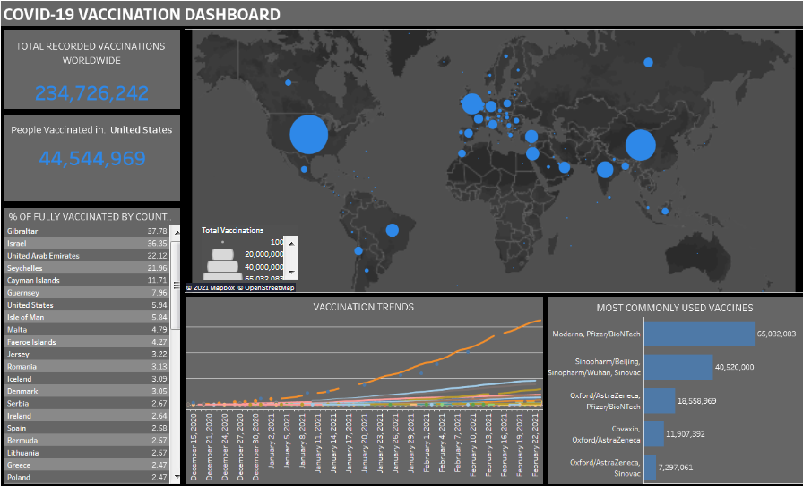 COVID-19 VACCINATION DASHBOARD
TOTAL RECORDED VACCINATIONS
WORLDWIDE
234,726,242
People Vaccinated in: United States
44,544,969
% OF FULLY VACCINATED BY COUNT..
Gibraltar 37.78
Israel 36.35
United Arab Emirates 22.12
Seychelles 21.96
Cayman Islands 11.71
Guernsey 7.96
United States 5.94
Isle of Man 5.84
Malta 4.79
Faeroe Islands 4.27
Jersey 3.22
Romania 3.13
Iceland 3.09
Denmark 3.05
Serbia 2.67
Ireland 2.64
Spain 2.58
Bermuda 2.57
Lithuania 2.57
Greece 2.47
Poland 2.47
Total Vaccinations
100
20,000,000
40,000,000
65,032,083
© 2021 Mapbox © OpenStreetMap
VACCINATION TRENDS
December 15, 2020
December 21, 2020
December 24, 2020
December 27, 2020
December 30, 2020
January 2, 2021
January 5, 2021
January 8, 2021
January 11, 2021
January 14, 2021
January 17, 2021
January 20, 2021
January 23, 2021
January 26, 2021
January 29, 2021
February 1, 2021
February 4, 2021
February 7, 2021
February 10, 2021
February 13, 2021
February 16, 2021
February 19, 2021
February 22, 2021
MOST COMMONLY USED VACCINES
Moderna, Pfizer/BioNTech 65,032,083
Sinopharm/Beijing,
Sinopharm/Wuhan, Sinovac 40,520,000
Oxford/AstraZeneca,
Pfizer/BioNTech 18,558,969
Covaxin,
Oxford/AstraZeneca 11,907,392
Oxford/AstraZeneca,
Sinovac 7,297,061